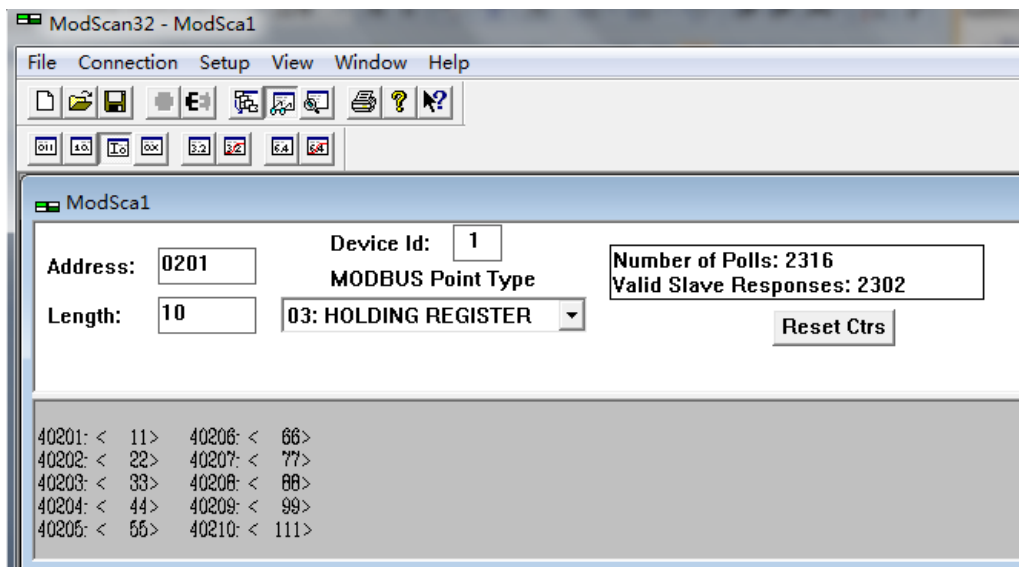 ModScan32 - ModSca1
File Connection Setup View Window Help
ModSca1
Address: 0201
Device Id: 1
MODBUS Point Type
Length: 10
03: HOLDING REGISTER
Number of Polls: 2316
Valid Slave Responses: 2302
Reset Ctrs
40201: < 11> 40206: < 66>
40202: < 22> 40207: < 77>
40203: < 33> 40208: < 88>
40204: < 44> 40209: < 99>
40205: < 55> 40210: < 111>